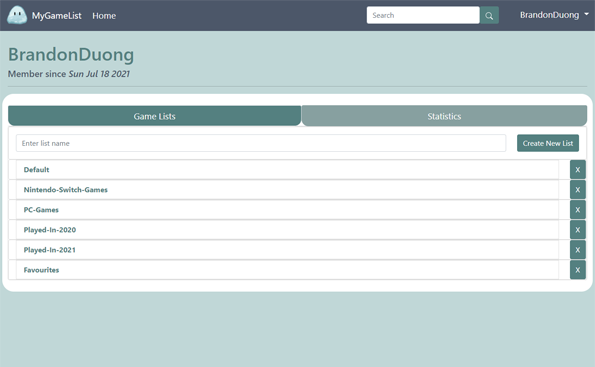 MyGameList Home Search BrandonDuong
BrandonDuong
Member since Sun Jul 18 2021
Game Lists Statistics
Enter list name Create New List
Default X
Nintendo-Switch-Games X
PC-Games X
Played-In-2020 X
Played-In-2021 X
Favourites X